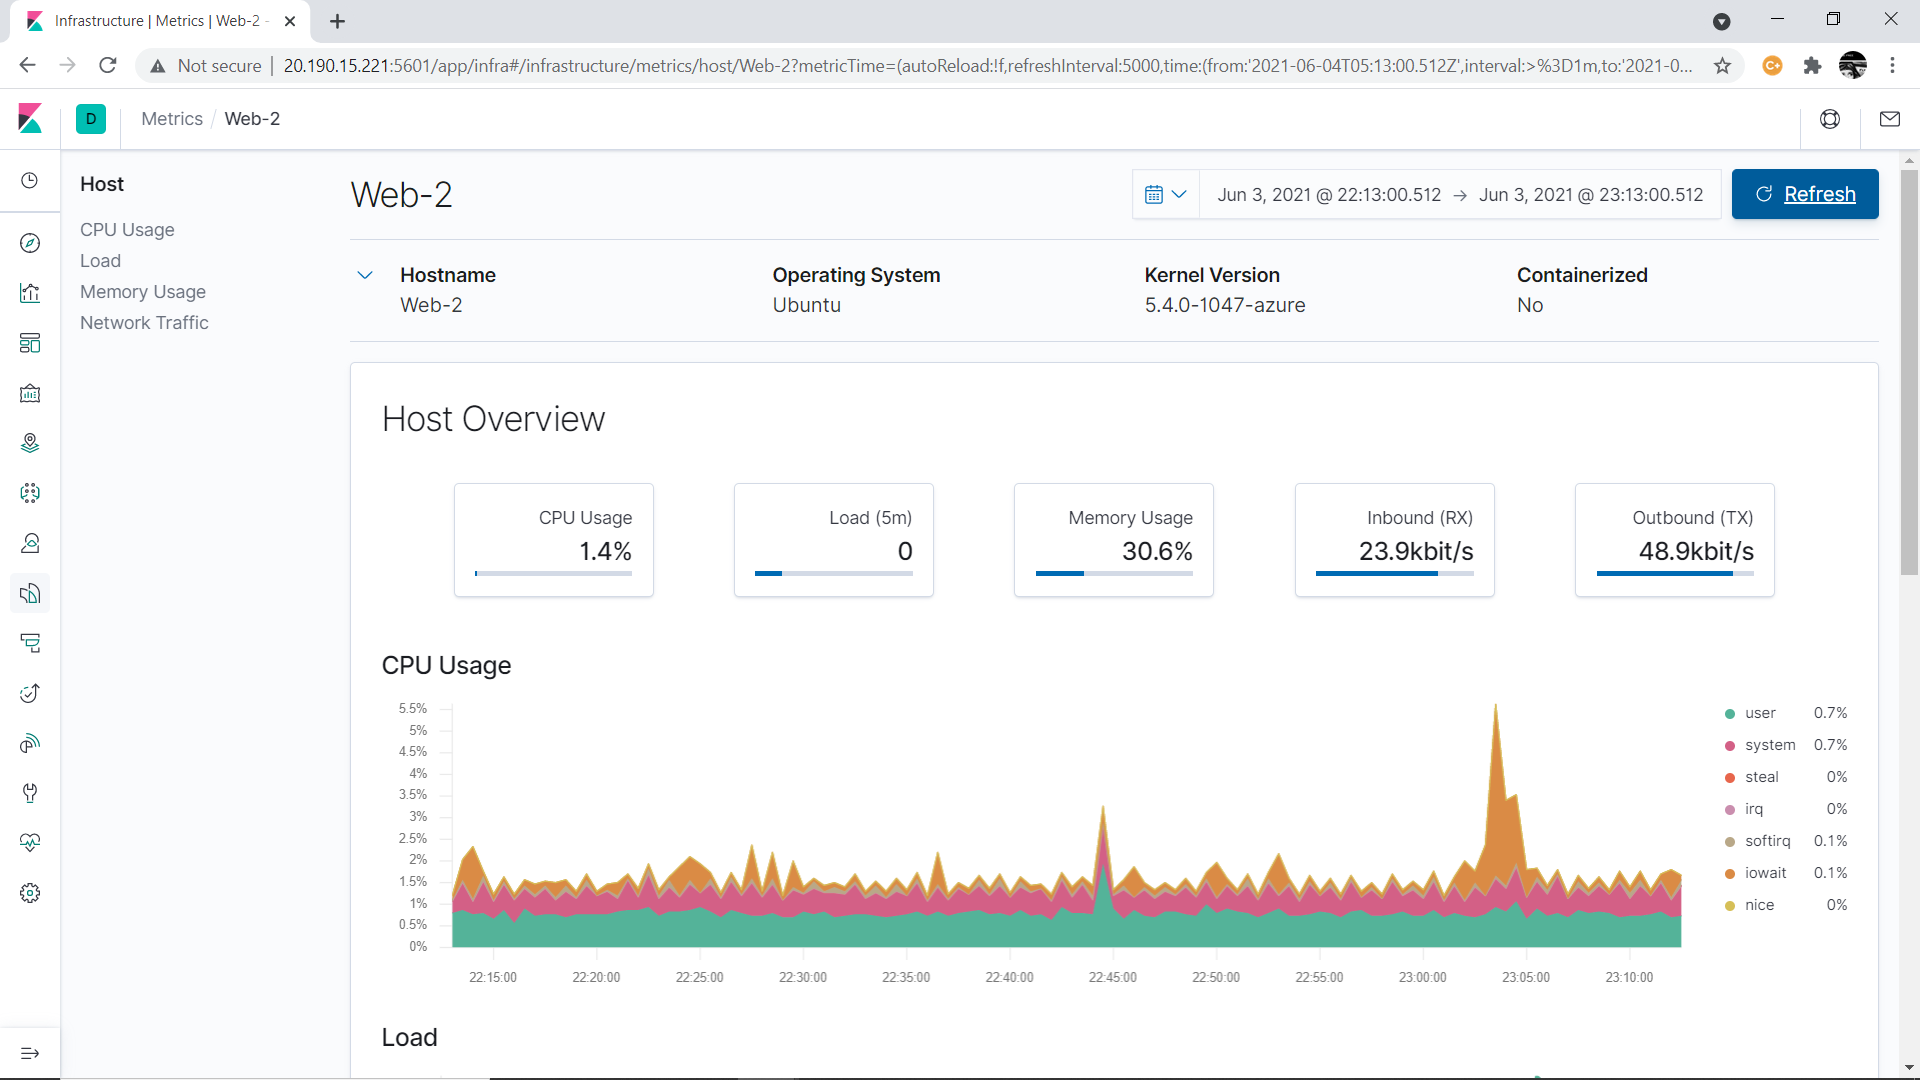 Infrastructure | Metrics | Web-2 -
Not secure
20.190.15.221:5601/app/infra#/infrastructure/metrics/host/Web-2?metricTime=(autoReload:!f,refreshInterval:5000,time:(from:'2021-06-04T05:13:00.512Z',interval:>%3D1m,to:'2021-0...
D
Metrics / Web-2
Host
CPU Usage
Load
Memory Usage
Network Traffic
Web-2
Jun 3, 2021 @ 22:13:00.512 → Jun 3, 2021 @ 23:13:00.512
Refresh
Hostname
Web-2
Operating System
Ubuntu
Kernel Version
5.4.0-1047-azure
Containerized
No
Host Overview
CPU Usage
1.4%
Load (5m)
0
Memory Usage
30.6%
Inbound (RX)
23.9kbit/s
Outbound (TX)
48.9kbit/s
CPU Usage
5.5%
5%
4.5%
4%
3.5%
3%
2.5%
2%
1.5%
1%
0.5%
0%
22:15:00 22:20:00 22:25:00 22:30:00 22:35:00 22:40:00 22:45:00 22:50:00 22:55:00 23:00:00 23:05:00 23:10:00
user 0.7%
system 0.7%
steal 0%
irq 0%
softirq 0.1%
iowait 0.1%
nice 0%
Load